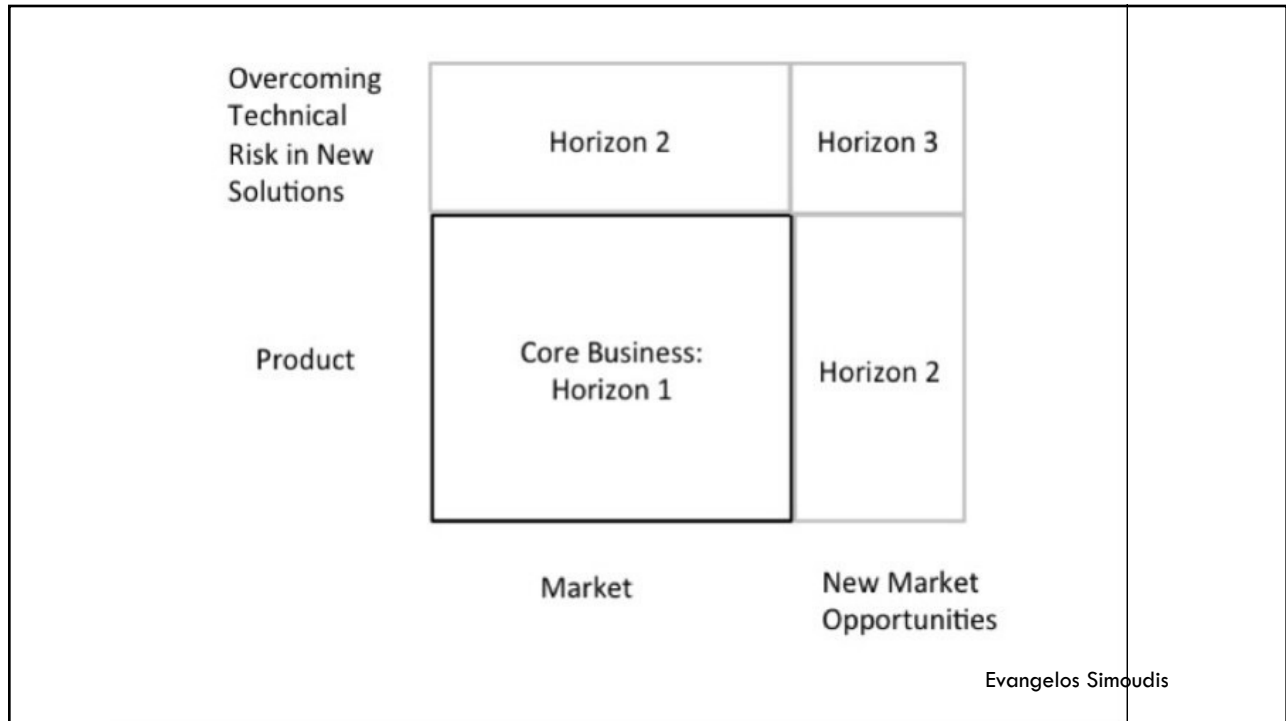 Overcoming
Technical
Risk in New
Solutions
Horizon 2
Horizon 3
Product
Core Business:
Horizon 1
Horizon 2
Market
New Market
Opportunities
Evangelos Simoudis